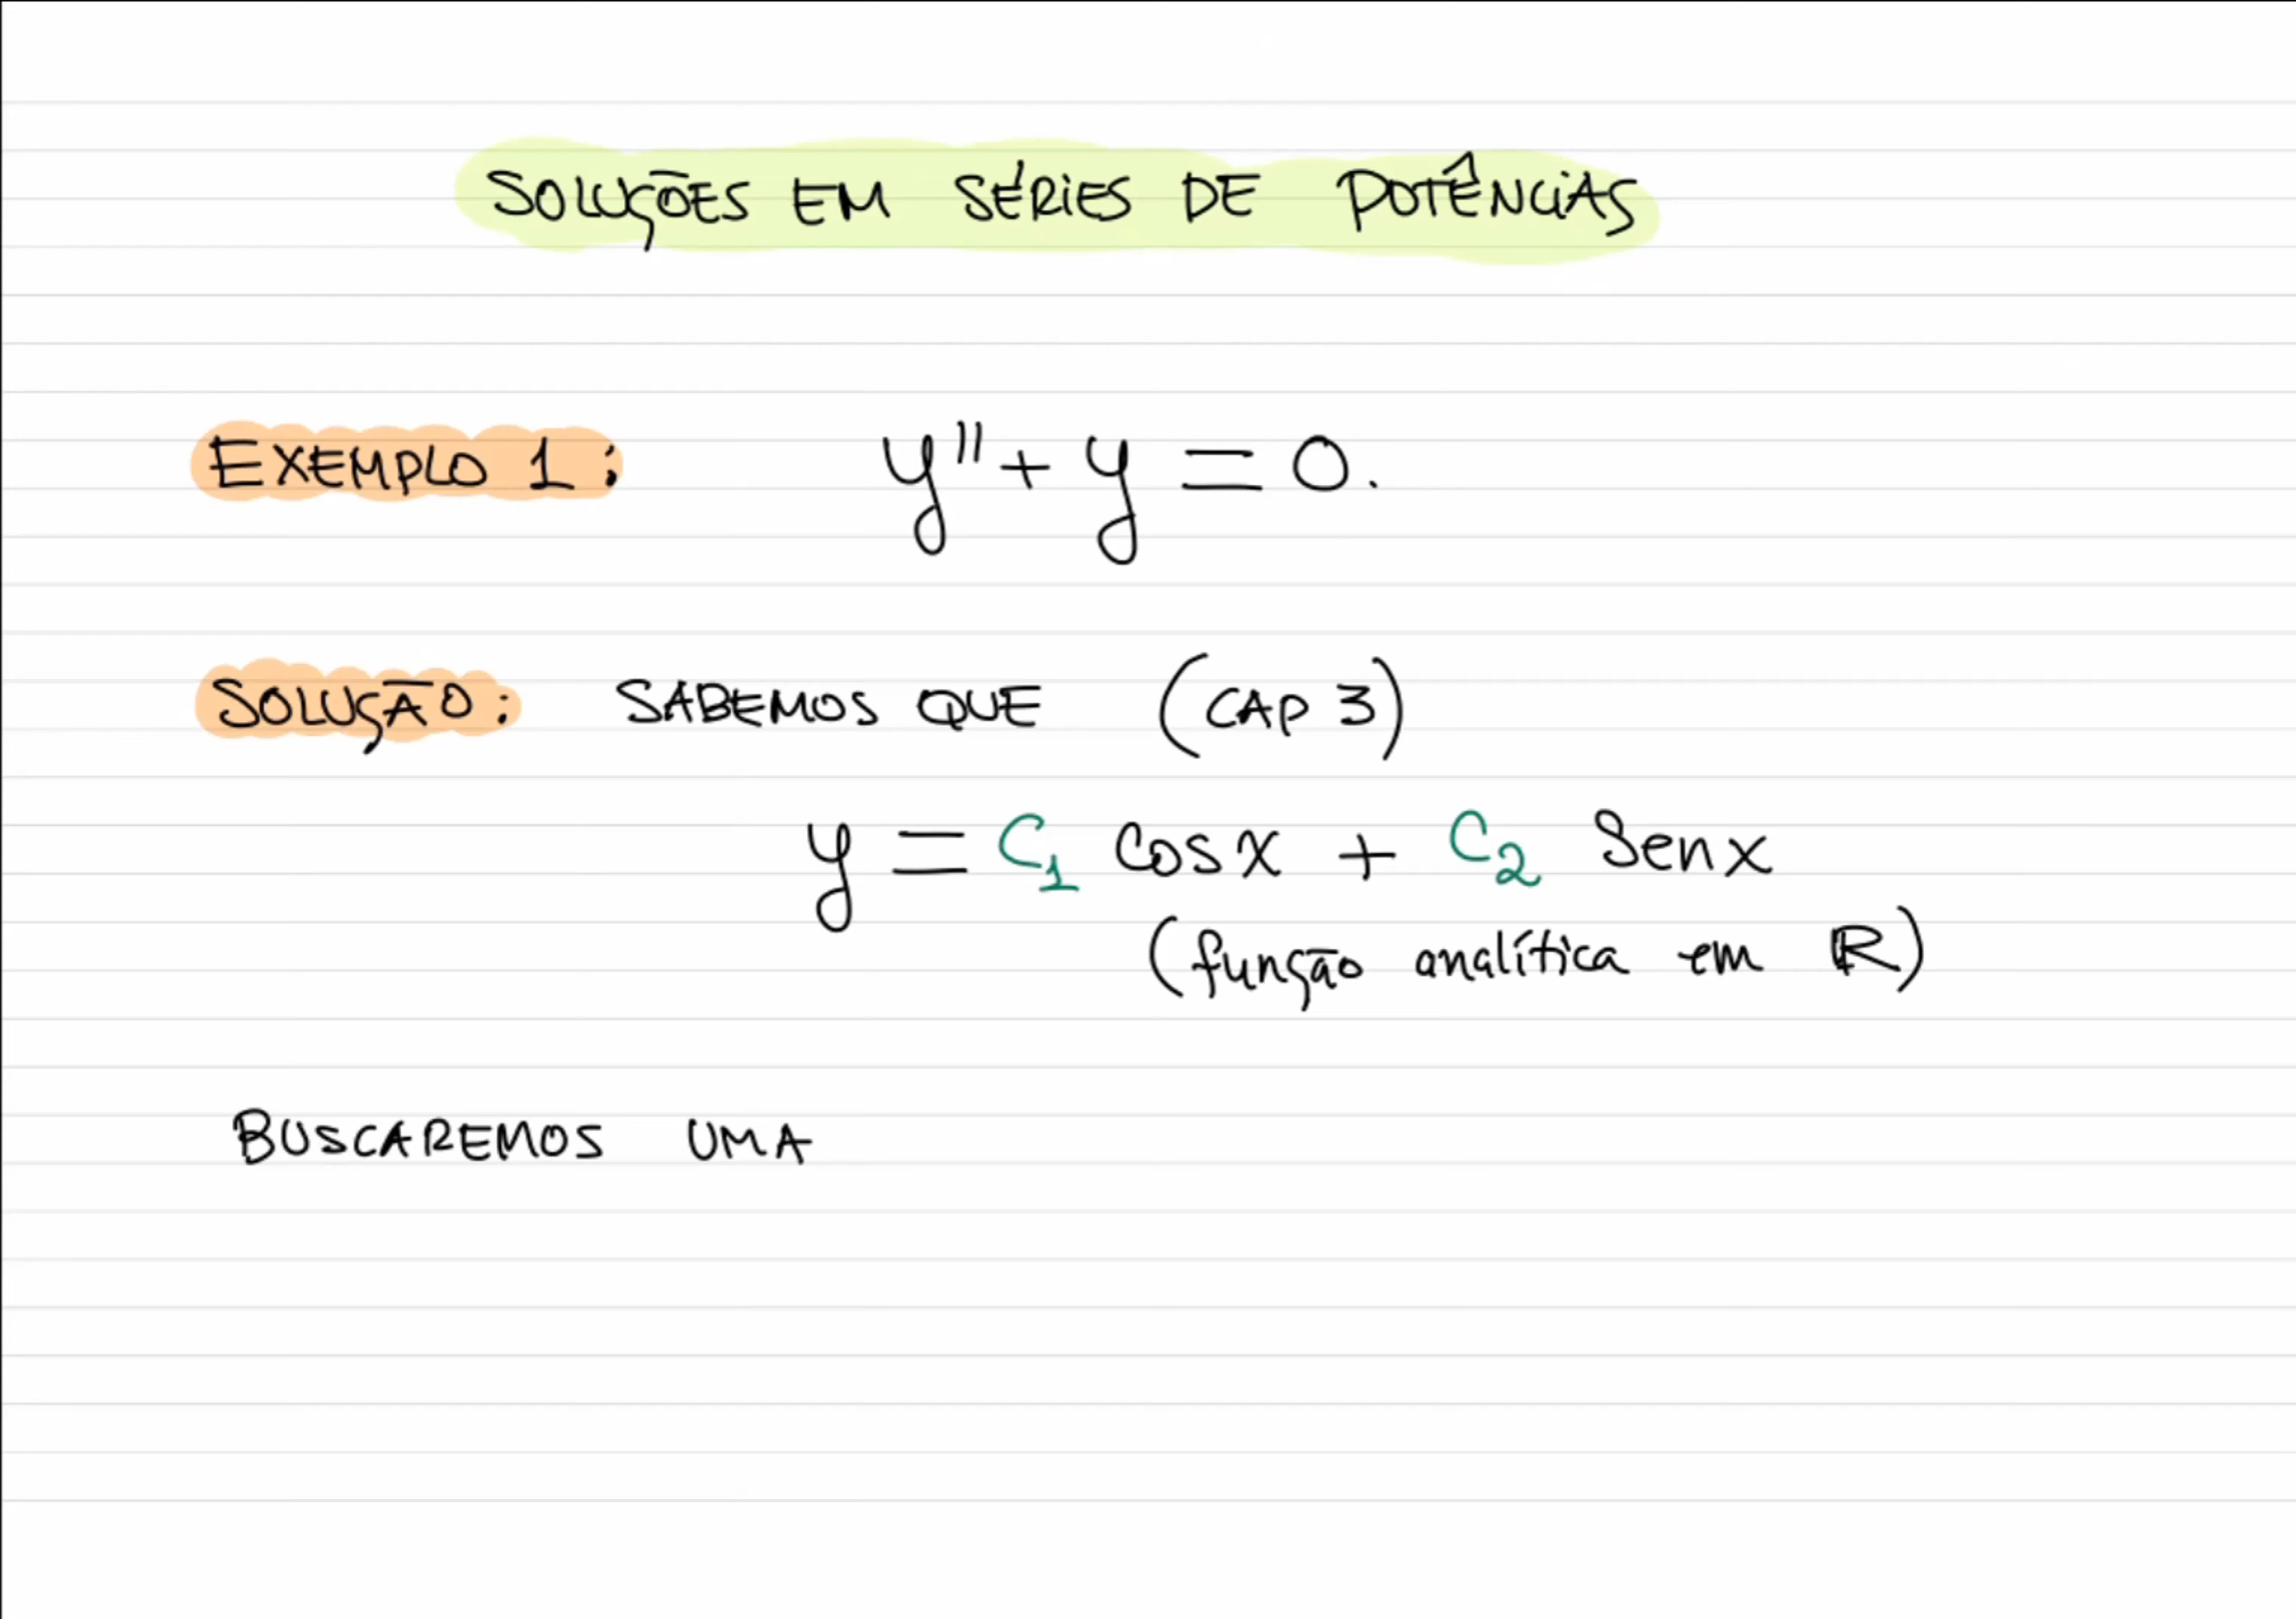 SOLUÇÕES EM SÉRIES DE POTÊNCIAS
EXEMPLO 1: y'' + y = 0.
SOLUÇÃO: SABEMOS QUE (CAP 3)
y = C₁ cos x + C₂ Sen x
(função analítica em ℝ)
BUSCAREMOS UMA